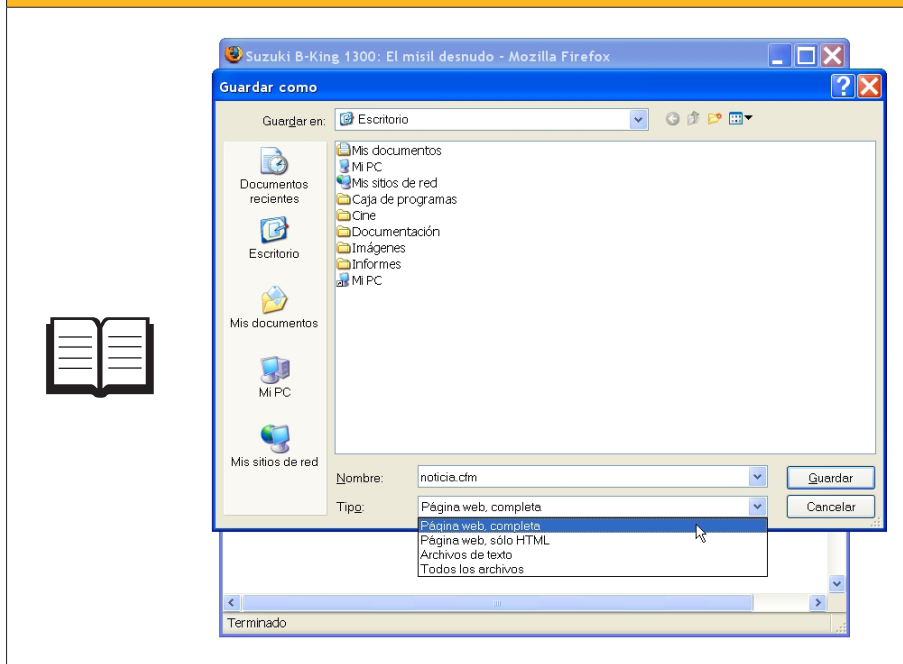 Suzuki B-King 1300: El misil desnudo - Mozilla Firefox
Guardar como
Guardar en:
Escritorio
Documentos
recientes
Escritorio
Mis documentos
Mi PC
Mis sitios de red
Mis documentos
Mi PC
Mis sitios de red
Caja de programas
Cine
Documentación
Imágenes
Informes
Mi PC
Nombre:
noticia.cfm
Guardar
Tipo:
Página web, completa
Cancelar
Página web, completa
Página web, sólo HTML
Archivos de texto
Todos los archivos
Terminado